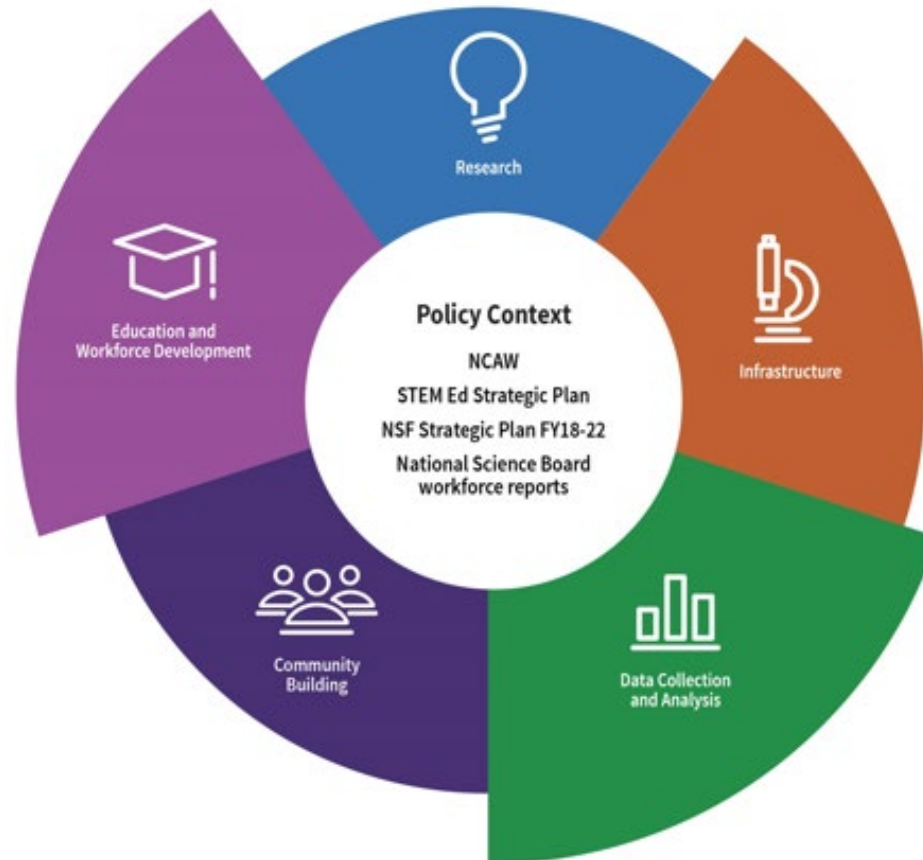 Research
Education and
Workforce Development
Infrastructure
Policy Context
NCAW
STEM Ed Strategic Plan
NSF Strategic Plan FY18-22
National Science Board
workforce reports
Community
Building
Data Collection
and Analysis